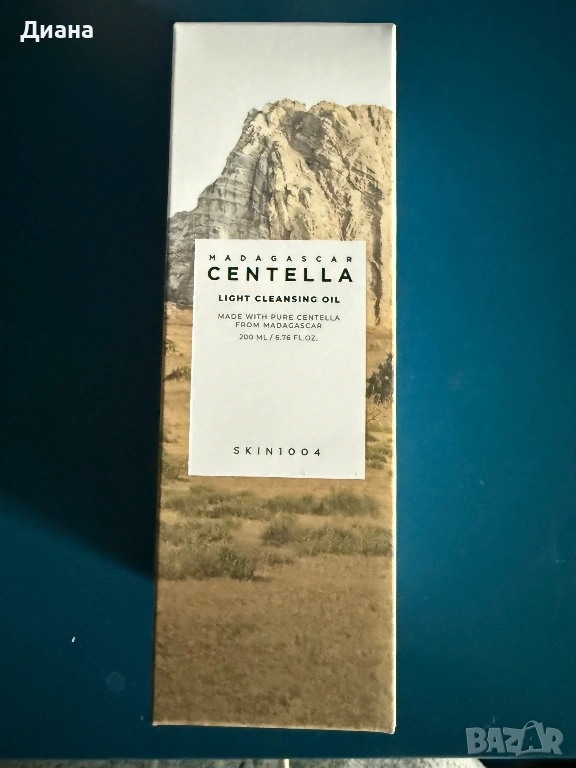 Диана
MADAGASCAR
CENTELLA
LIGHT CLEANSING OIL
MADE WITH PURE CENTELLA
FROM MADAGASCAR
200 ML / 6.76 FL.OZ.
SKIN1004
BAZAR